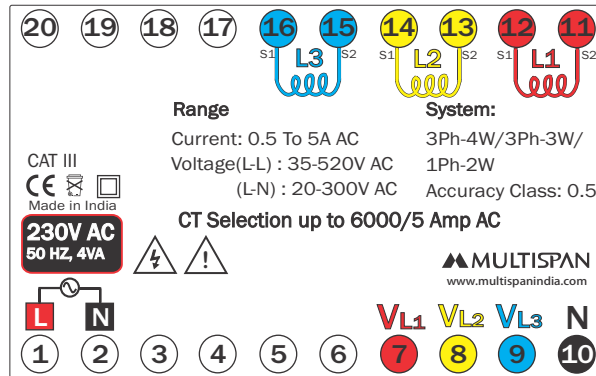 20 19 18 17 16 15 14 13 12 11
S1 L3 S2 S1 L2 S2 S1 L1 S2
Range
Current: 0.5 To 5A AC
Voltage(L-L) : 35-520V AC
(L-N) : 20-300V AC
System:
3Ph-4W/3Ph-3W/
1Ph-2W
Accuracy Class: 0.5
CT Selection up to 6000/5 Amp AC
CAT III
CE
Made in India
230V AC
50 HZ, 4VA
MULTISPAN
www.multispanindia.com
L N
VL1 VL2 VL3 N
1 2 3 4 5 6 7 8 9 10